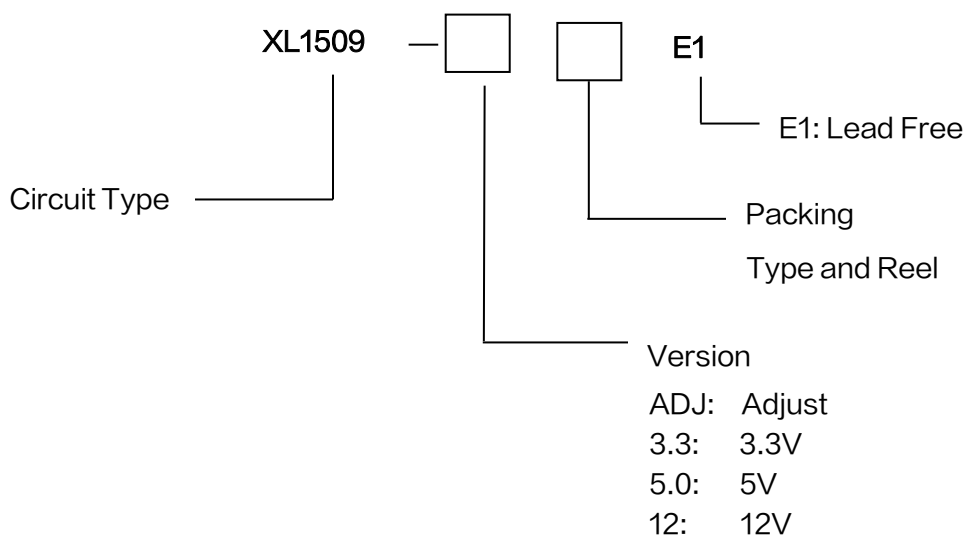 XL1509 — E1
E1: Lead Free
Circuit Type
Packing
Type and Reel
Version
ADJ: Adjust
3.3: 3.3V
5.0: 5V
12: 12V